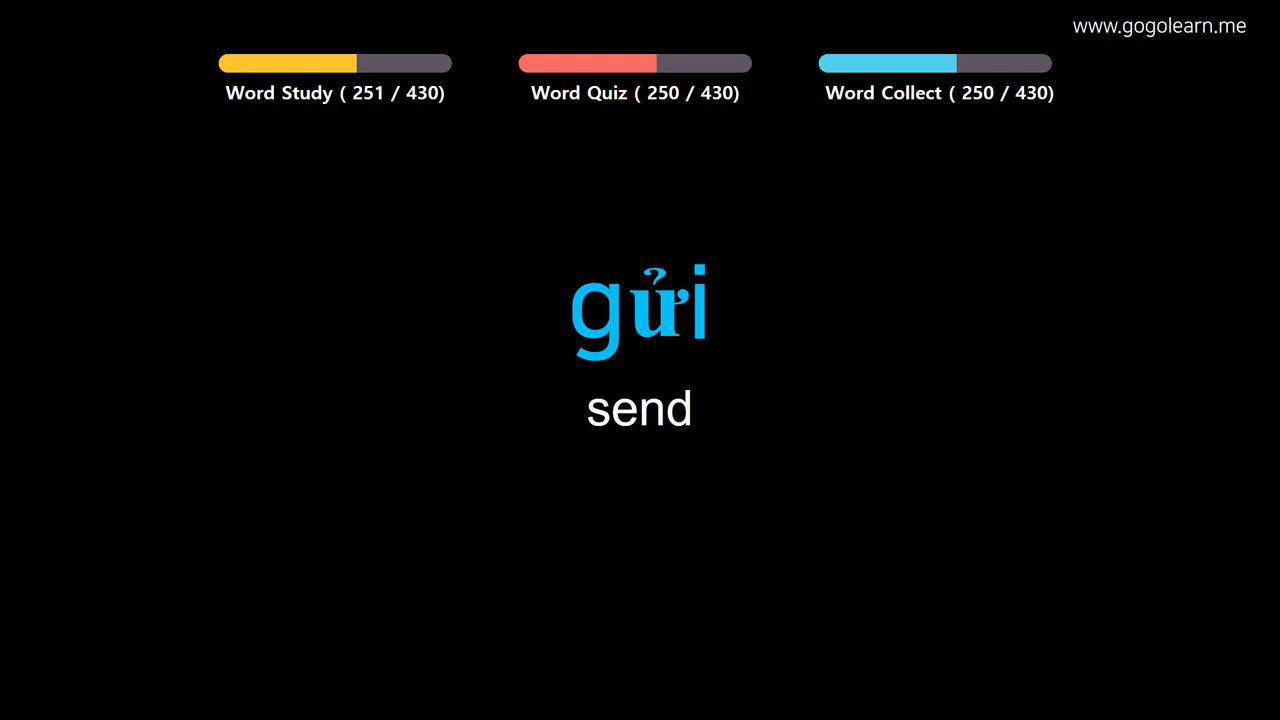 www.gogolearn.me
Word Study ( 251 / 430)
Word Quiz ( 250 / 430)
Word Collect ( 250 / 430)
gửi
send